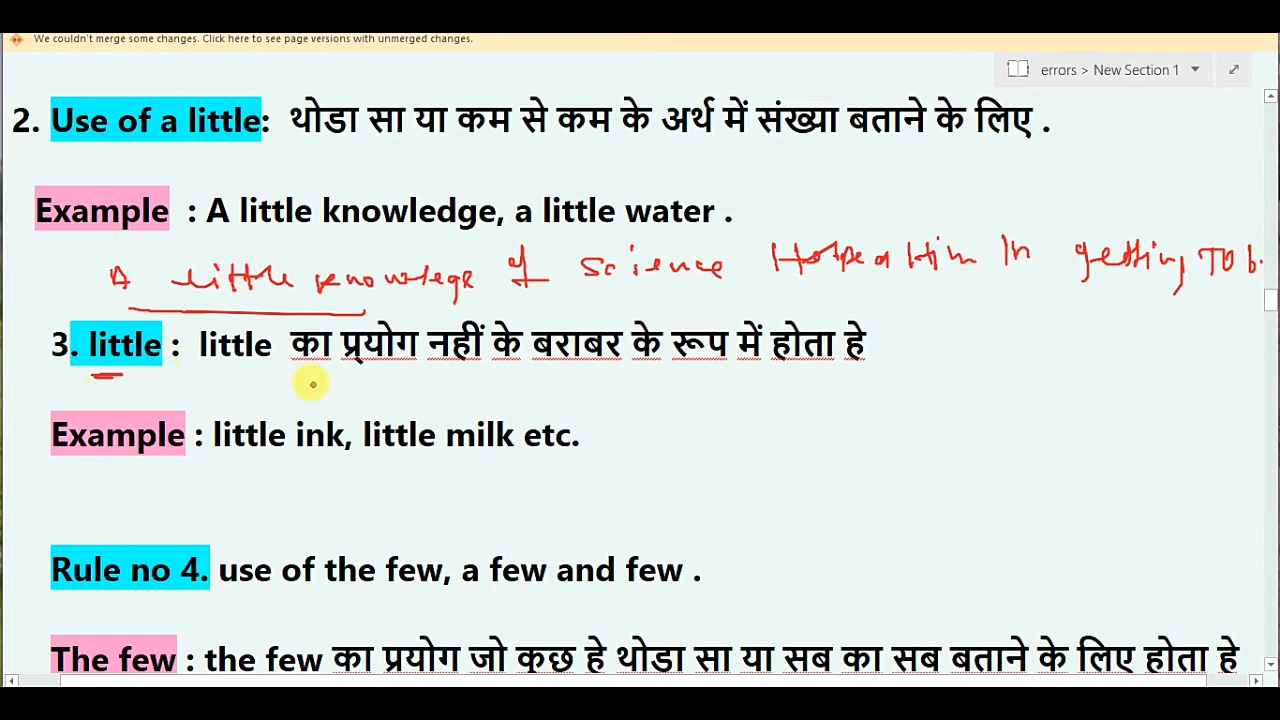 We couldn't merge some changes. Click here to see page versions with unmerged changes.
errors > New Section 1
2. Use of a little: थोडा सा या कम से कम के अर्थ में संख्या बताने के लिए .
Example : A little knowledge, a little water .
A little knowlege of science Helped Him In getting TO b.
3. little : little का प्रयोग नहीं के बराबर के रूप में होता हे
Example : little ink, little milk etc.
Rule no 4. use of the few, a few and few .
The few : the few का प्रयोग जो कुछ हे थोडा सा या सब का सब बताने के लिए होता हे